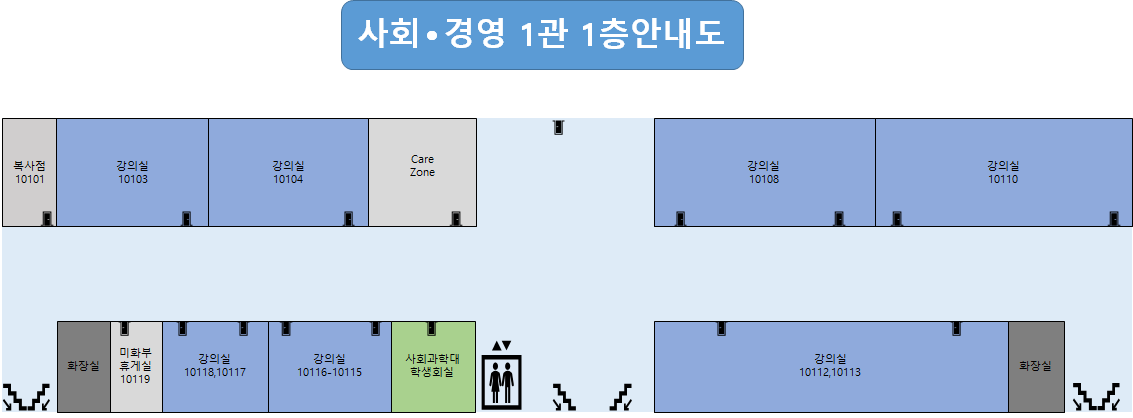 사회•경영 1관 1층안내도
복사점
10101
강의실
10103
강의실
10104
Care
Zone
강의실
10108
강의실
10110
화장실
미화부
휴게실
10119
강의실
10118,10117
강의실
10116-10115
사회과학대
학생회실
▲▼
강의실
10112,10113
화장실